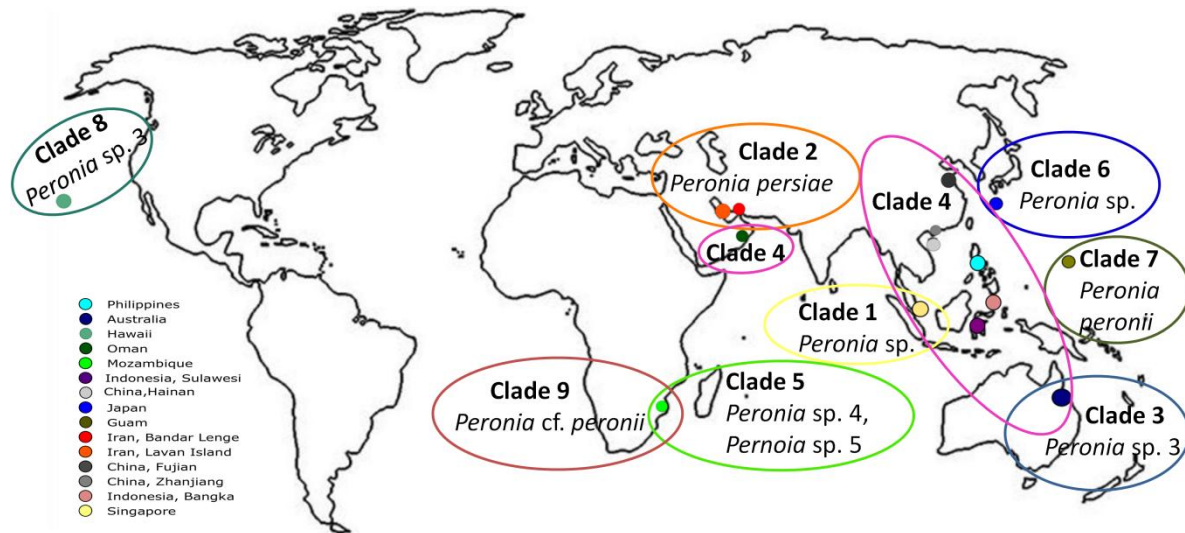 Clade 8
Peronia sp. 3
Clade 2
Peronia persiae
Clade 4
Clade 4
Clade 6
Peronia sp.
Clade 7
Peronia
peronii
Clade 1
Peronia sp.
Clade 9
Peronia cf. peronii
Clade 5
Peronia sp. 4,
Pernoia sp. 5
Clade 3
Peronia sp. 3
Philippines
Australia
Hawaii
Oman
Mozambique
Indonesia, Sulawesi
China,Hainan
Japan
Guam
Iran, Bandar Lenge
Iran, Lavan Island
China, Fujian
China, Zhanjiang
Indonesia, Bangka
Singapore